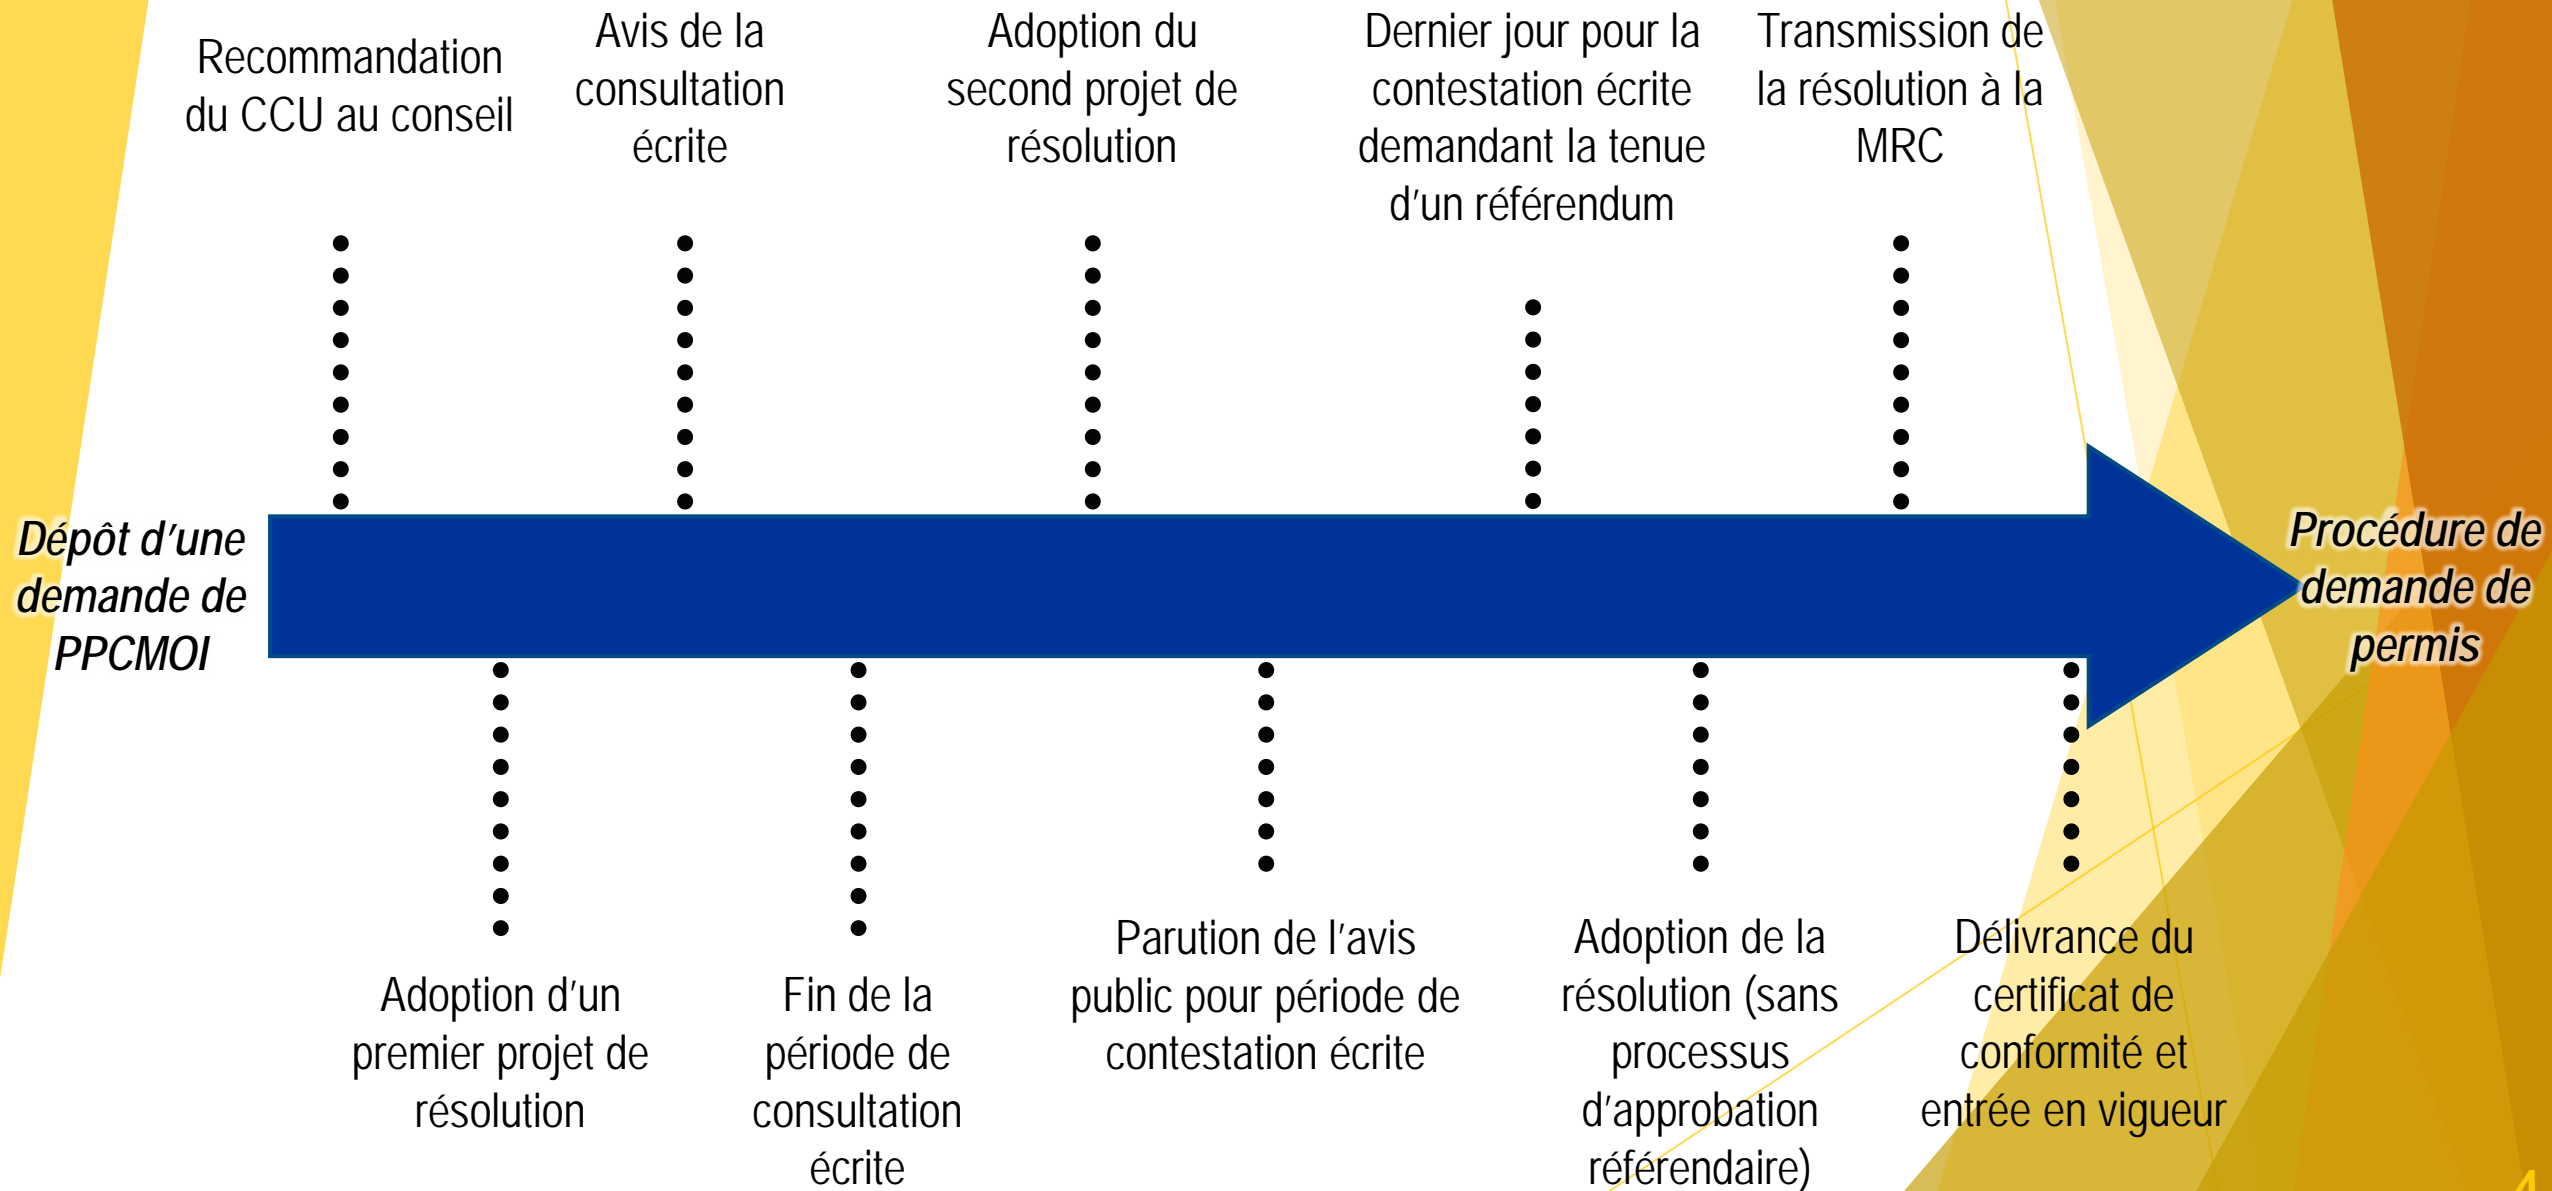 Recommandation
du CCU au conseil
Avis de la
consultation
écrite
Adoption du
second projet de
résolution
Dernier jour pour la
contestation écrite
demandant la tenue
d'un référendum
Transmission de
la résolution à la
MRC
Dépôt d'une
demande de
PPCMOI
Procédure de
demande de
permis
Adoption d'un
premier projet de
résolution
Fin de la
période de
consultation
écrite
Parution de l'avis
public pour période de
contestation écrite
Adoption de la
résolution (sans
processus
d'approbation
référendaire)
Délivrance du
certificat de
conformité et
entrée en vigueur
4